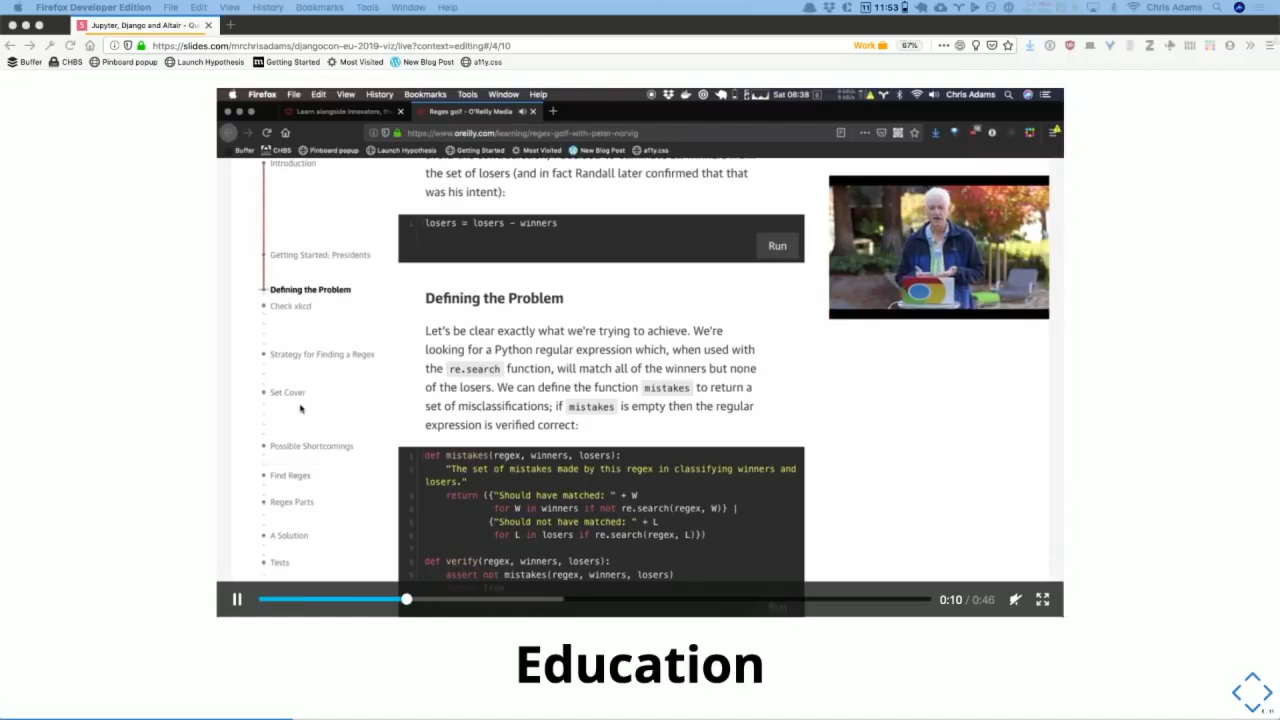 Firefox Developer Edition File Edit View History Bookmarks Tools Window Help 11:53 Chris Adams
Jupyter, Django and Altair - Qu
https://slides.com/mrchrisadams/djangocon-eu-2019-viz/live?context=editing#/4/10 Work 67%
Buffer CHBS Pinboard popup Launch Hypothesis Getting Started Most Visited New Blog Post a11y.css
Firefox File Edit View History Bookmarks Tools Window Help Sat 08:38 Chris Adams
Learn alongside innovators, th Regex golf - O'Reilly Media
https://www.oreilly.com/learning/regex-golf-with-peter-norvig
Buffer CHBS Pinboard popup Launch Hypothesis Getting Started Most Visited New Blog Post a11y.css
Introduction
Getting Started: Presidents
Defining the Problem
Check xkcd
Strategy for Finding a Regex
Set Cover
Possible Shortcomings
Find Regex
Regex Parts
A Solution
Tests
the set of losers (and in fact Randall later confirmed that that
was his intent):
losers = losers - winners
Run
Defining the Problem
Let's be clear exactly what we're trying to achieve. We're
looking for a Python regular expression which, when used with
the re.search function, will match all of the winners but none
of the losers. We can define the function mistakes to return a
set of misclassifications; if mistakes is empty then the regular
expression is verified correct:
def mistakes(regex, winners, losers):
"The set of mistakes made by this regex in classifying winners and
losers."
return ({"Should have matched: " + W
for W in winners if not re.search(regex, W)} |
{"Should not have matched: " + L
for L in losers if re.search(regex, L)})
def verify(regex, winners, losers):
assert not mistakes(regex, winners, losers)
Run
0:10 / 0:46
Education